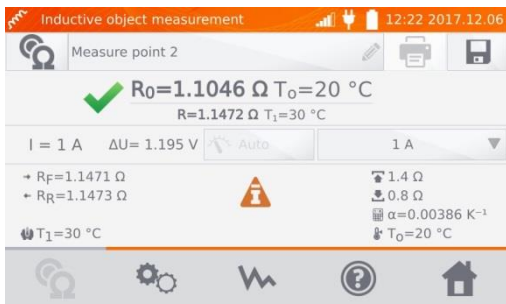 Inductive object measurement 12:22 2017.12.06
Measure point 2
R0=1.1046 Ω To=20 °C
R=1.1472 Ω T1=30 °C
I = 1 A ΔU= 1.195 V Auto 1 A
RF=1.1471 Ω 1.4 Ω
RR=1.1473 Ω 0.8 Ω
α=0.00386 K⁻¹
T1=30 °C To=20 °C